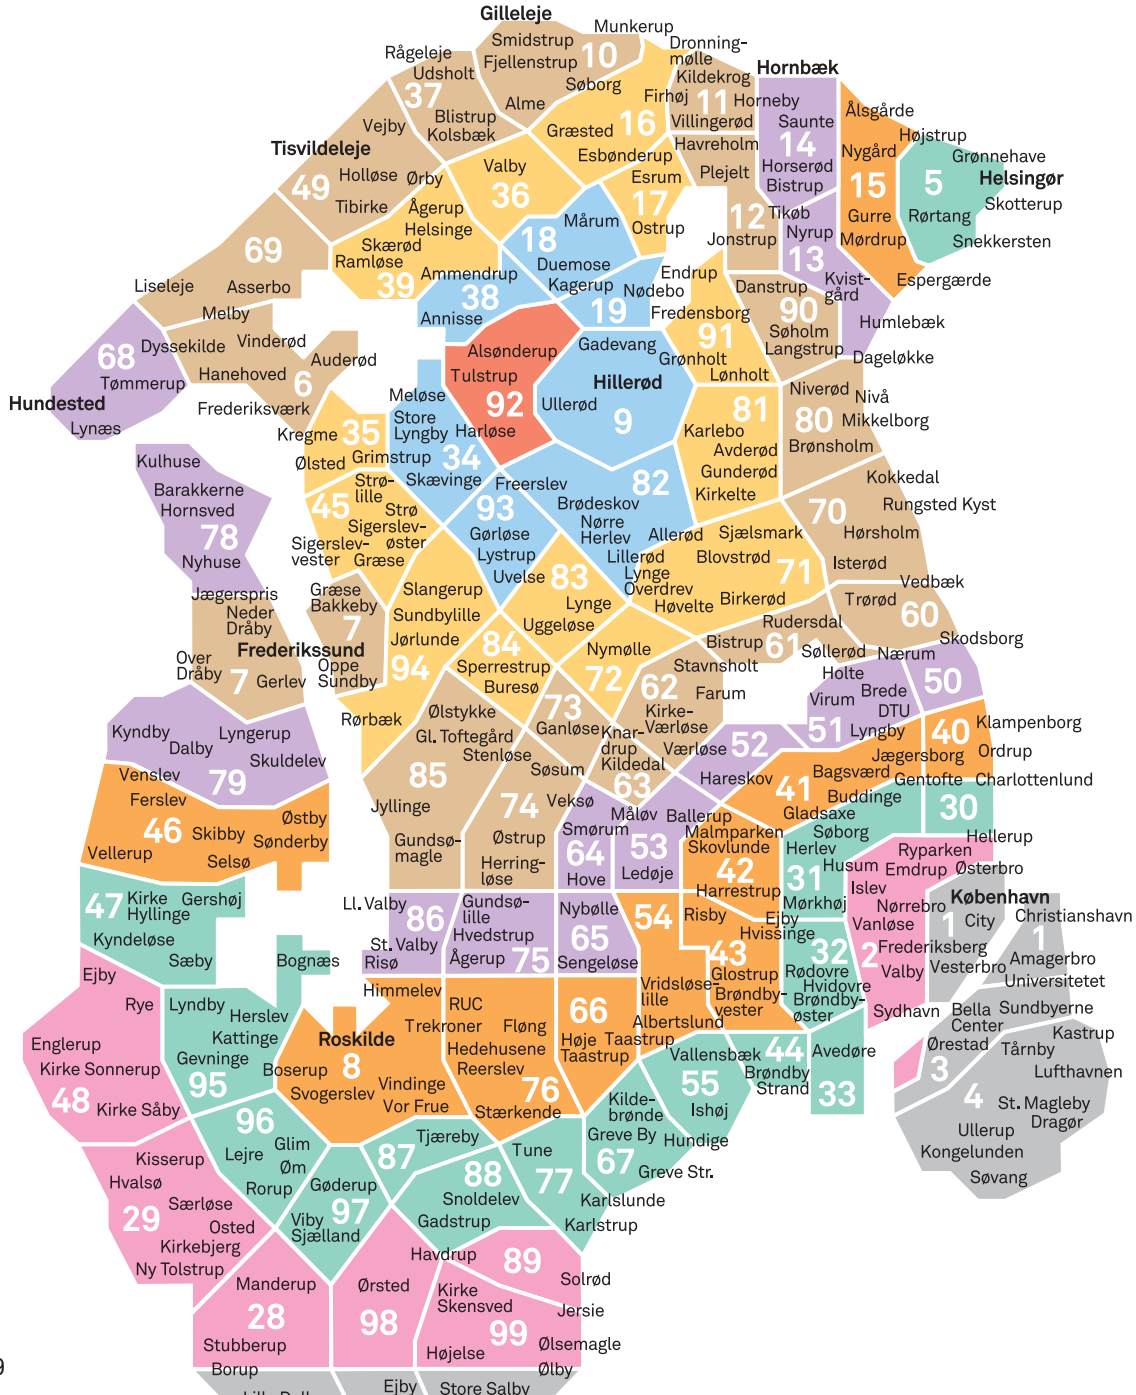 Gilleleje
Munkerup
Smidstrup
Fjellenstrup
10
Søborg
Rågeleje
Udsholt
37
Blistrup
Kolsbæk
Vejby
Alme
Dronning-
mølle
Kildekrog
Firhøj
11
Villingerød
Horneby
Hornbæk
Saunte
14
Horserød
Bistrup
Ålsgårde
Højstrup
Nygård
15
Gurre
Mørdrup
Grønnehave
Helsingør
5
Skotterup
Rørtang
Snekkersten
Espergærde
Græsted
16
Esbønderup
Havreholm
Plejelt
12
Jonstrup
Tikøb
Nyrup
13
Kvist-
gård
Humlebæk
Dageløkke
Tisvildeleje
49
Holløse
Ørby
Tibirke
Valby
36
Esrum
17
Ostrup
Ågerup
Helsinge
Skærød
Ramløse
39
Mårum
18
Duemose
Kagerup
Ammendrup
38
Annisse
Nødebo
19
69
Liseleje
Asserbo
Melby
Endrup
Fredensborg
91
Grønholt
Lønholt
Danstrup
90
Søholm
Langstrup
68
Dyssekilde
Tømmerup
Hundested
Lynæs
Vinderød
Auderød
Hanehoved
6
Frederiksværk
Alsønderup
Tulstrup
92
Harløse
Gadevang
Hillerød
Ullerød
9
Niverød
Nivå
80
Mikkelborg
Brønsholm
81
Karlebo
Avderød
Gunderød
Kirkelte
Meløse
Store
Lyngby
34
Skævinge
Kregme
35
Ølsted
Grimstrup
Kulhuse
Barakkerne
Hornsved
78
Nyhuse
Strø-
lille
45
Strø
Sigerslev-
øster
Sigerslev-
vester
Græse
Freerslev
93
Gørløse
Lystrup
Uvelse
82
Brødeskov
Nørre
Herlev
Allerød
Lillerød
Lynge
Overdrev
Kokkedal
Rungsted Kyst
70
Hørsholm
Isterød
Sjælsmark
Blovstrød
71
Birkerød
Høvelte
Vedbæk
Trørød
60
Skodsborg
Jægerspris
Neder
Dråby
Frederikssund
Over
Dråby
7
Gerlev
Græse
Bakkeby
7
Oppe
Sundby
Slangerup
Sundbylille
Jørlunde
94
Rørbæk
83
Lynge
Uggeløse
84
Sperrestrup
Buresø
Nymølle
72
Rudersdal
Bistrup
61
Søllerød
Nærum
50
Stavnsholt
62
Farum
Kirke-
Værløse
Holte
Virum
Brede
DTU
51
Lyngby
Kyndby
Dalby
Lyngerup
Skuldelev
79
Ølstykke
Gl. Toftegård
Stenløse
85
Jyllinge
Gundsø-
magle
73
Ganløse
Knar-
drup
Kildedal
63
Søsum
Værløse
52
Hareskov
40
Klampenborg
Ordrup
Jægersborg
Gentofte
Charlottenlund
41
Bagsværd
Buddinge
Gladsaxe
30
Hellerup
Venslev
Ferslev
46
Skibby
Østby
Sønderby
Vellerup
Selsø
74
Veksø
Østrup
Herring-
løse
Smørum
64
Hove
Måløv
53
Ledøje
Ballerup
Malmparken
Skovlunde
42
Harrestrup
Søborg
Herlev
31
Mørkhøj
Husum
Ryparken
Emdrup
Østerbro
Islev
Nørrebro
Vanløse
2
Frederiksberg
Valby
Sydhavn
København
1
City
Vesterbro
Christianshavn
1
Amagerbro
Universitetet
47
Kirke
Hyllinge
Gershøj
Kyndeløse
Sæby
Ll. Valby
86
St. Valby
Risø
Gundsø-
lille
Hvedstrup
Ågerup
75
Nybølle
65
Sengeløse
54
Vridsløse-
lille
Albertslund
Risby
43
Glostrup
Brøndby-
vester
Ejby
Hvissinge
32
Rødovre
Hvidovre
Brøndby-
øster
Bognæs
Ejby
Rye
Englerup
Kirke Sonnerup
48
Kirke Såby
Lyndby
Herslev
Kattinge
Gevninge
95
Himmelev
Roskilde
8
Boserup
Svogerslev
Vindinge
Vor Frue
RUC
Trekroner
Fløng
Hedehusene
Reerslev
76
Stærkende
66
Høje
Taastrup
Taastrup
Vallensbæk
55
Ishøj
44
Brøndby
Strand
Avedøre
33
Bella
Center
Sundbyerne
Ørestad
3
Kastrup
Tårnby
Lufthavnen
4
St. Magleby
Dragør
Ullerup
Kongelunden
Søvang
Kilde-
brønde
Greve By
67
Hundige
Greve Str.
96
Glim
Lejre
Øm
Rorup
Tjæreby
87
Gøderup
97
Viby
Sjælland
88
Snoldelev
Gadstrup
Tune
77
Karlslunde
Karlstrup
Kisserup
Hvalsø
Særløse
29
Osted
Kirkebjerg
Ny Tolstrup
Manderup
28
Stubberup
Borup
Ørsted
98
Havdrup
89
Solrød
Jersie
Kirke
Skensved
99
Højelse
Ølsemagle
Ølby
Ejby
Store Salby
9